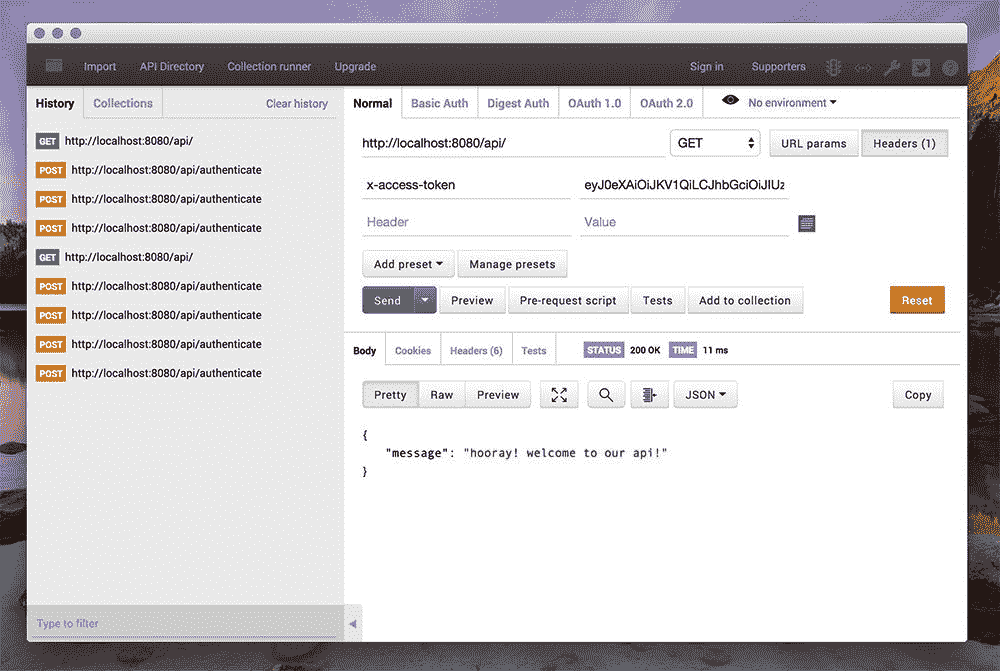 Import API Directory Collection runner Upgrade Sign in Supporters
History Collections Clear history
GET http://localhost:8080/api/
POST http://localhost:8080/api/authenticate
POST http://localhost:8080/api/authenticate
POST http://localhost:8080/api/authenticate
GET http://localhost:8080/api/
POST http://localhost:8080/api/authenticate
POST http://localhost:8080/api/authenticate
POST http://localhost:8080/api/authenticate
POST http://localhost:8080/api/authenticate
Type to filter
Normal Basic Auth Digest Auth OAuth 1.0 OAuth 2.0 No environment
http://localhost:8080/api/ GET URL params Headers (1)
x-access-token eyJ0eXAiOiJKV1QiLCJhbGciOiJIUz
Header Value
Add preset Manage presets
Send Preview Pre-request script Tests Add to collection Reset
Body Cookies Headers (6) Tests STATUS 200 OK TIME 11 ms
Pretty Raw Preview JSON Copy
{
"message": "hooray! welcome to our api!"
}